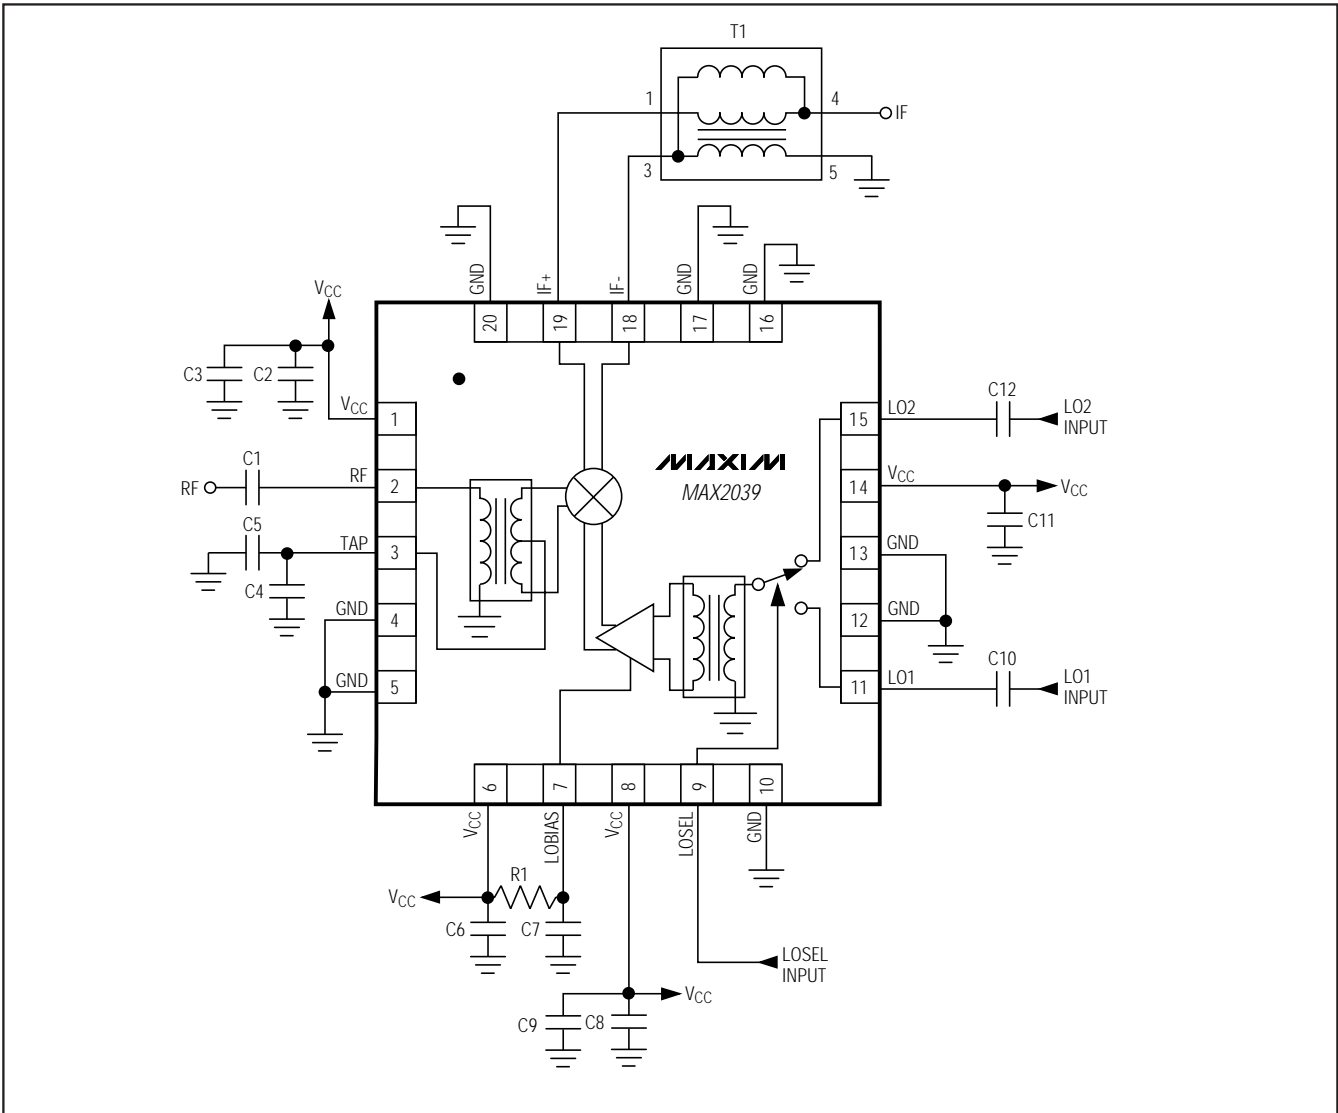 T1
1
4
IF
3
5
GND
IF+
IF-
GND
GND
20
19
18
17
16
VCC
C3
C2
VCC
1
C1
RF
RF
2
C5
TAP
3
C4
GND
4
GND
5
MAXIM
MAX2039
15
LO2
C12
LO2
INPUT
14
VCC
VCC
C11
13
GND
12
GND
11
LO1
C10
LO1
INPUT
6
7
8
9
10
VCC
LOBIAS
VCC
LOSEL
GND
R1
VCC
C6
C7
LOSEL
INPUT
VCC
C9
C8